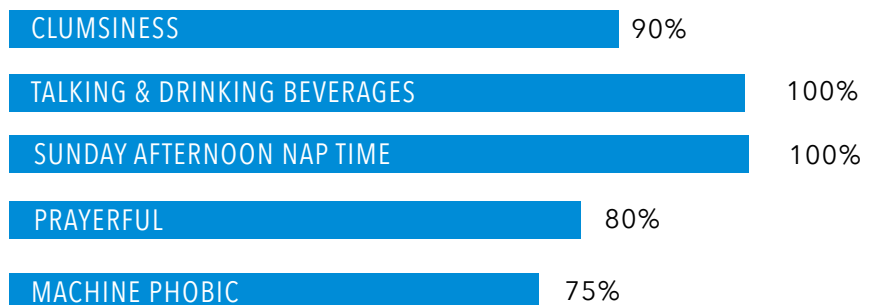 CLUMSINESS 90%
TALKING & DRINKING BEVERAGES 100%
SUNDAY AFTERNOON NAP TIME 100%
PRAYERFUL 80%
MACHINE PHOBIC 75%